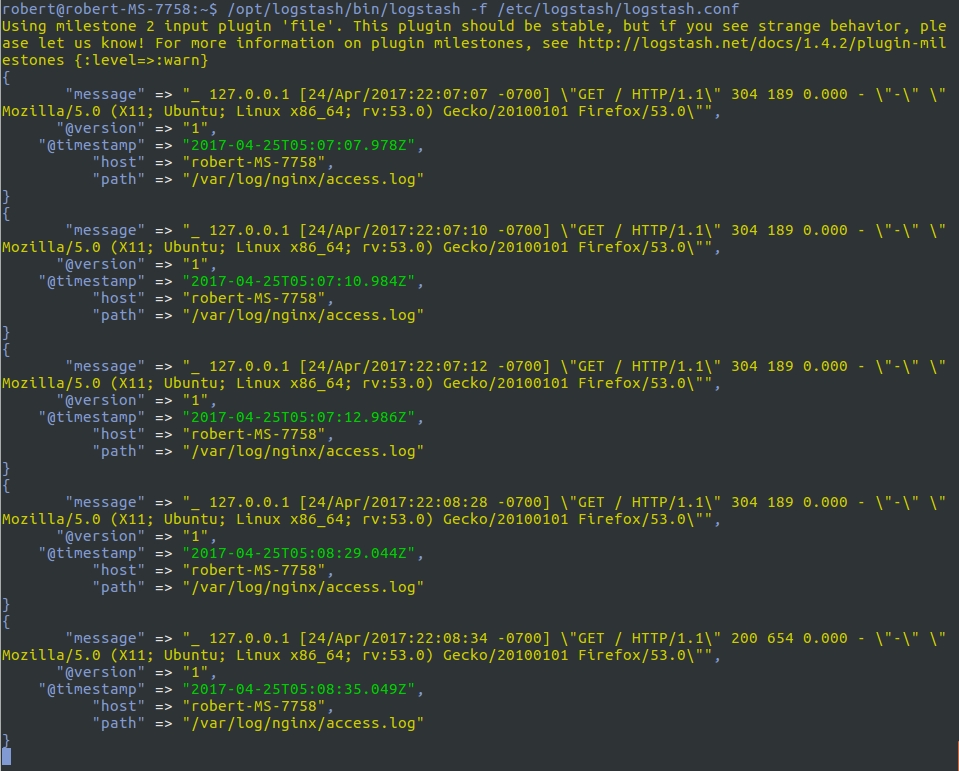 robert@robert-MS-7758:~$ /opt/logstash/bin/logstash -f /etc/logstash/logstash.conf
Using milestone 2 input plugin 'file'. This plugin should be stable, but if you see strange behavior, ple
ase let us know! For more information on plugin milestones, see http://logstash.net/docs/1.4.2/plugin-mil
estones {:level=>:warn}
{
       "message" => "_ 127.0.0.1 [24/Apr/2017:22:07:07 -0700] \"GET / HTTP/1.1\" 304 189 0.000 - \"-\" \"
Mozilla/5.0 (X11; Ubuntu; Linux x86_64; rv:53.0) Gecko/20100101 Firefox/53.0\"",
      "@version" => "1",
    "@timestamp" => "2017-04-25T05:07:07.978Z",
          "host" => "robert-MS-7758",
          "path" => "/var/log/nginx/access.log"
}
{
       "message" => "_ 127.0.0.1 [24/Apr/2017:22:07:10 -0700] \"GET / HTTP/1.1\" 304 189 0.000 - \"-\" \"
Mozilla/5.0 (X11; Ubuntu; Linux x86_64; rv:53.0) Gecko/20100101 Firefox/53.0\"",
      "@version" => "1",
    "@timestamp" => "2017-04-25T05:07:10.984Z",
          "host" => "robert-MS-7758",
          "path" => "/var/log/nginx/access.log"
}
{
       "message" => "_ 127.0.0.1 [24/Apr/2017:22:07:12 -0700] \"GET / HTTP/1.1\" 304 189 0.000 - \"-\" \"
Mozilla/5.0 (X11; Ubuntu; Linux x86_64; rv:53.0) Gecko/20100101 Firefox/53.0\"",
      "@version" => "1",
    "@timestamp" => "2017-04-25T05:07:12.986Z",
          "host" => "robert-MS-7758",
          "path" => "/var/log/nginx/access.log"
}
{
       "message" => "_ 127.0.0.1 [24/Apr/2017:22:08:28 -0700] \"GET / HTTP/1.1\" 304 189 0.000 - \"-\" \"
Mozilla/5.0 (X11; Ubuntu; Linux x86_64; rv:53.0) Gecko/20100101 Firefox/53.0\"",
      "@version" => "1",
    "@timestamp" => "2017-04-25T05:08:29.044Z",
          "host" => "robert-MS-7758",
          "path" => "/var/log/nginx/access.log"
}
{
       "message" => "_ 127.0.0.1 [24/Apr/2017:22:08:34 -0700] \"GET / HTTP/1.1\" 200 654 0.000 - \"-\" \"
Mozilla/5.0 (X11; Ubuntu; Linux x86_64; rv:53.0) Gecko/20100101 Firefox/53.0\"",
      "@version" => "1",
    "@timestamp" => "2017-04-25T05:08:35.049Z",
          "host" => "robert-MS-7758",
          "path" => "/var/log/nginx/access.log"
}